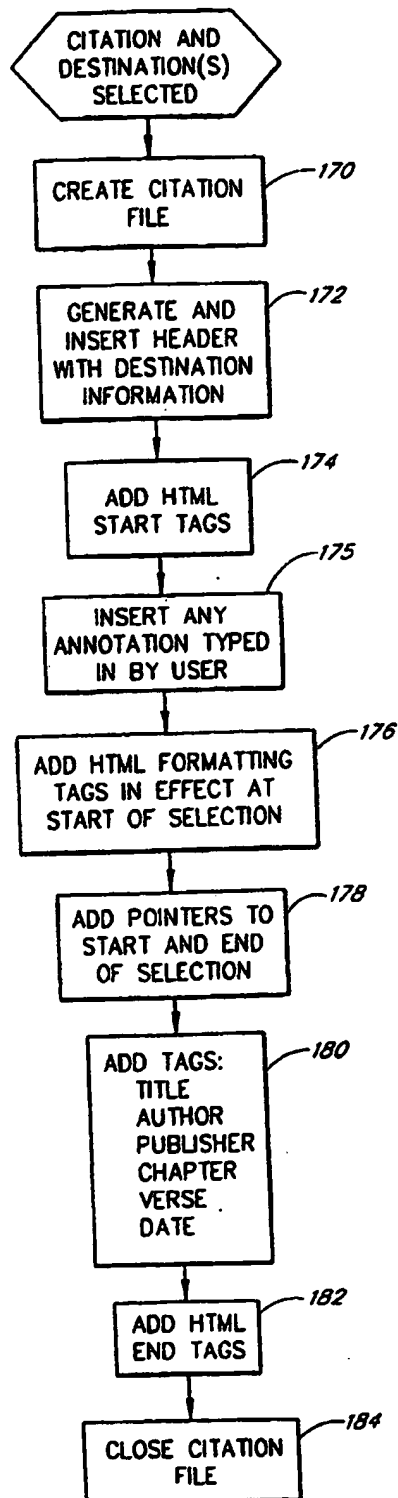 CITATION AND
DESTINATION(S)
SELECTED
170
CREATE CITATION
FILE
172
GENERATE AND
INSERT HEADER
WITH DESTINATION
INFORMATION
174
ADD HTML
START TAGS
175
INSERT ANY
ANNOTATION TYPED
IN BY USER
176
ADD HTML FORMATTING
TAGS IN EFFECT AT
START OF SELECTION
178
ADD POINTERS TO
START AND END
OF SELECTION
180
ADD TAGS:
TITLE
AUTHOR
PUBLISHER
CHAPTER
VERSE
DATE
182
ADD HTML
END TAGS
184
CLOSE CITATION
FILE